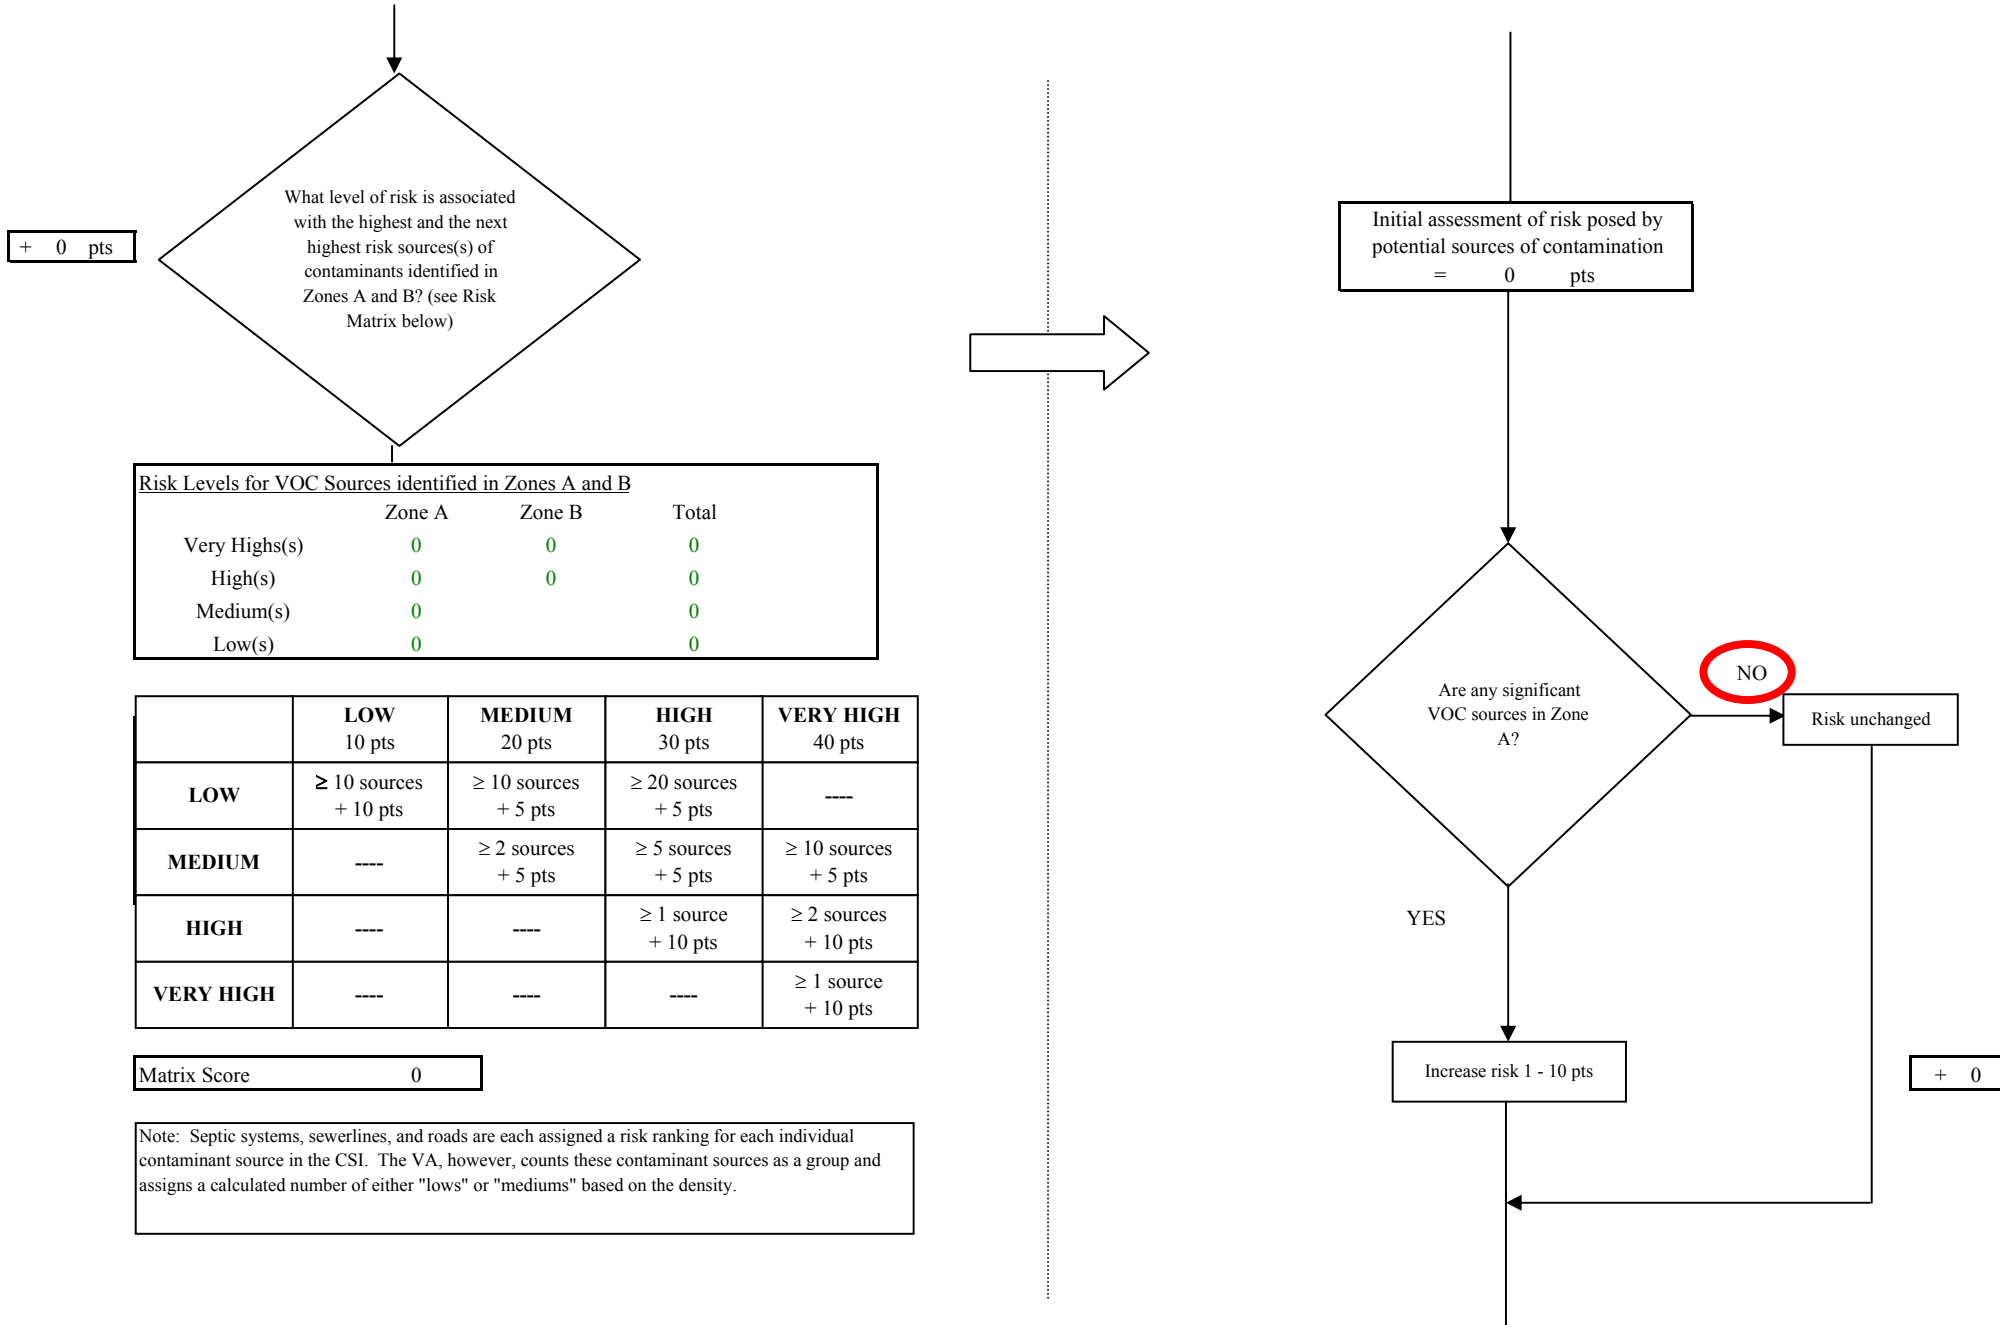 What level of risk is associated
with the highest and the next
highest risk sources(s) of
contaminants identified in
Zones A and B? (see Risk
Matrix below)
+ 0 pts
Risk Levels for VOC Sources identified in Zones A and B
Zone A Zone B Total
Very Highs(s) 0 0 0
High(s) 0 0 0
Medium(s) 0 0
Low(s) 0 0
LOW MEDIUM HIGH VERY HIGH
10 pts 20 pts 30 pts 40 pts
LOW ≥ 10 sources + 10 pts ≥ 10 sources + 5 pts ≥ 20 sources + 5 pts ----
MEDIUM ---- ≥ 2 sources + 5 pts ≥ 5 sources + 5 pts ≥ 10 sources + 5 pts
HIGH ---- ---- ≥ 1 source + 10 pts ≥ 2 sources + 10 pts
VERY HIGH ---- ---- ---- ≥ 1 source + 10 pts
Matrix Score 0
Note: Septic systems, sewerlines, and roads are each assigned a risk ranking for each individual
contaminant source in the CSI. The VA, however, counts these contaminant sources as a group and
assigns a calculated number of either "lows" or "mediums" based on the density.
Initial assessment of risk posed by
potential sources of contamination
= 0 pts
Are any significant
VOC sources in Zone
A?
NO
Risk unchanged
YES
Increase risk 1 - 10 pts
+ 0